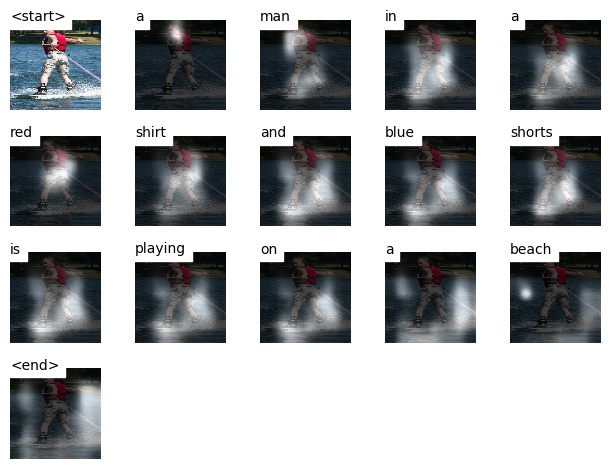 <start> a man in a
red shirt and blue shorts
is playing on a beach
<end>